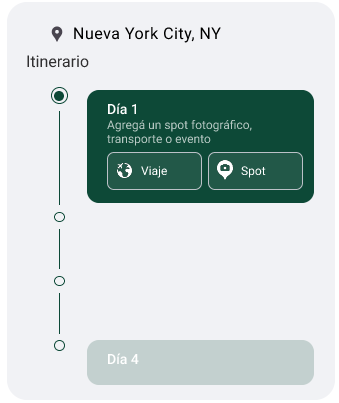 Nueva York City, NY
Itinerario
Día 1
Agregá un spot fotográfico,
transporte o evento
Viaje
Spot
Día 4